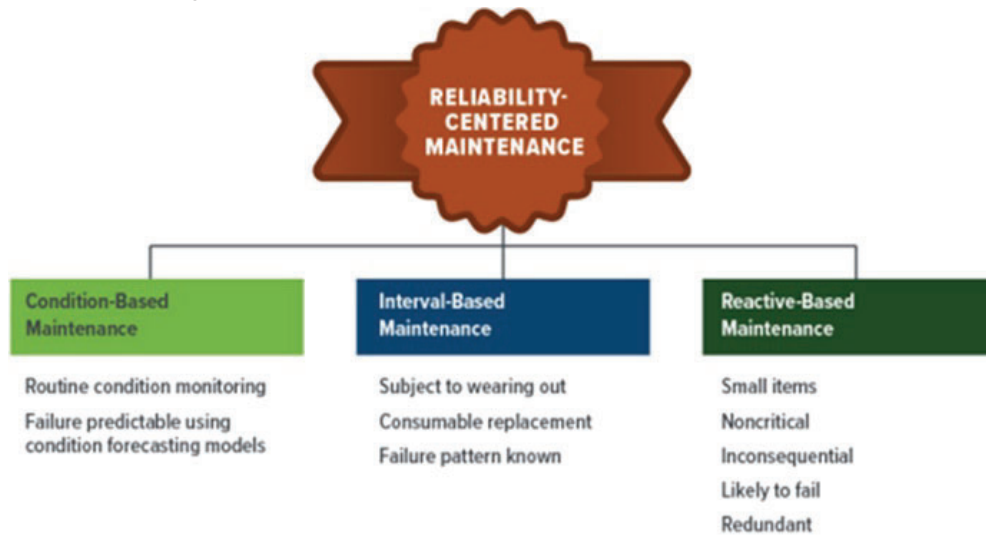 RELIABILITY-
CENTERED
MAINTENANCE
Condition-Based
Maintenance
Routine condition monitoring
Failure predictable using
condition forecasting models
Interval-Based
Maintenance
Subject to wearing out
Consumable replacement
Failure pattern known
Reactive-Based
Maintenance
Small items
Noncritical
Inconsequential
Likely to fail
Redundant